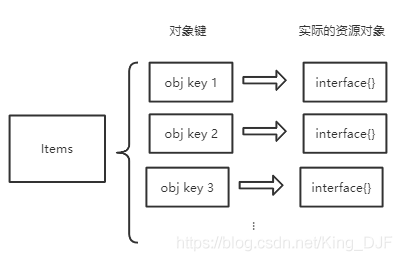 对象键 实际的资源对象
obj key 1 interface{}
obj key 2 interface{}
Items
obj key 3 interface{}
...
https://blog.csdn.net/King_DJF